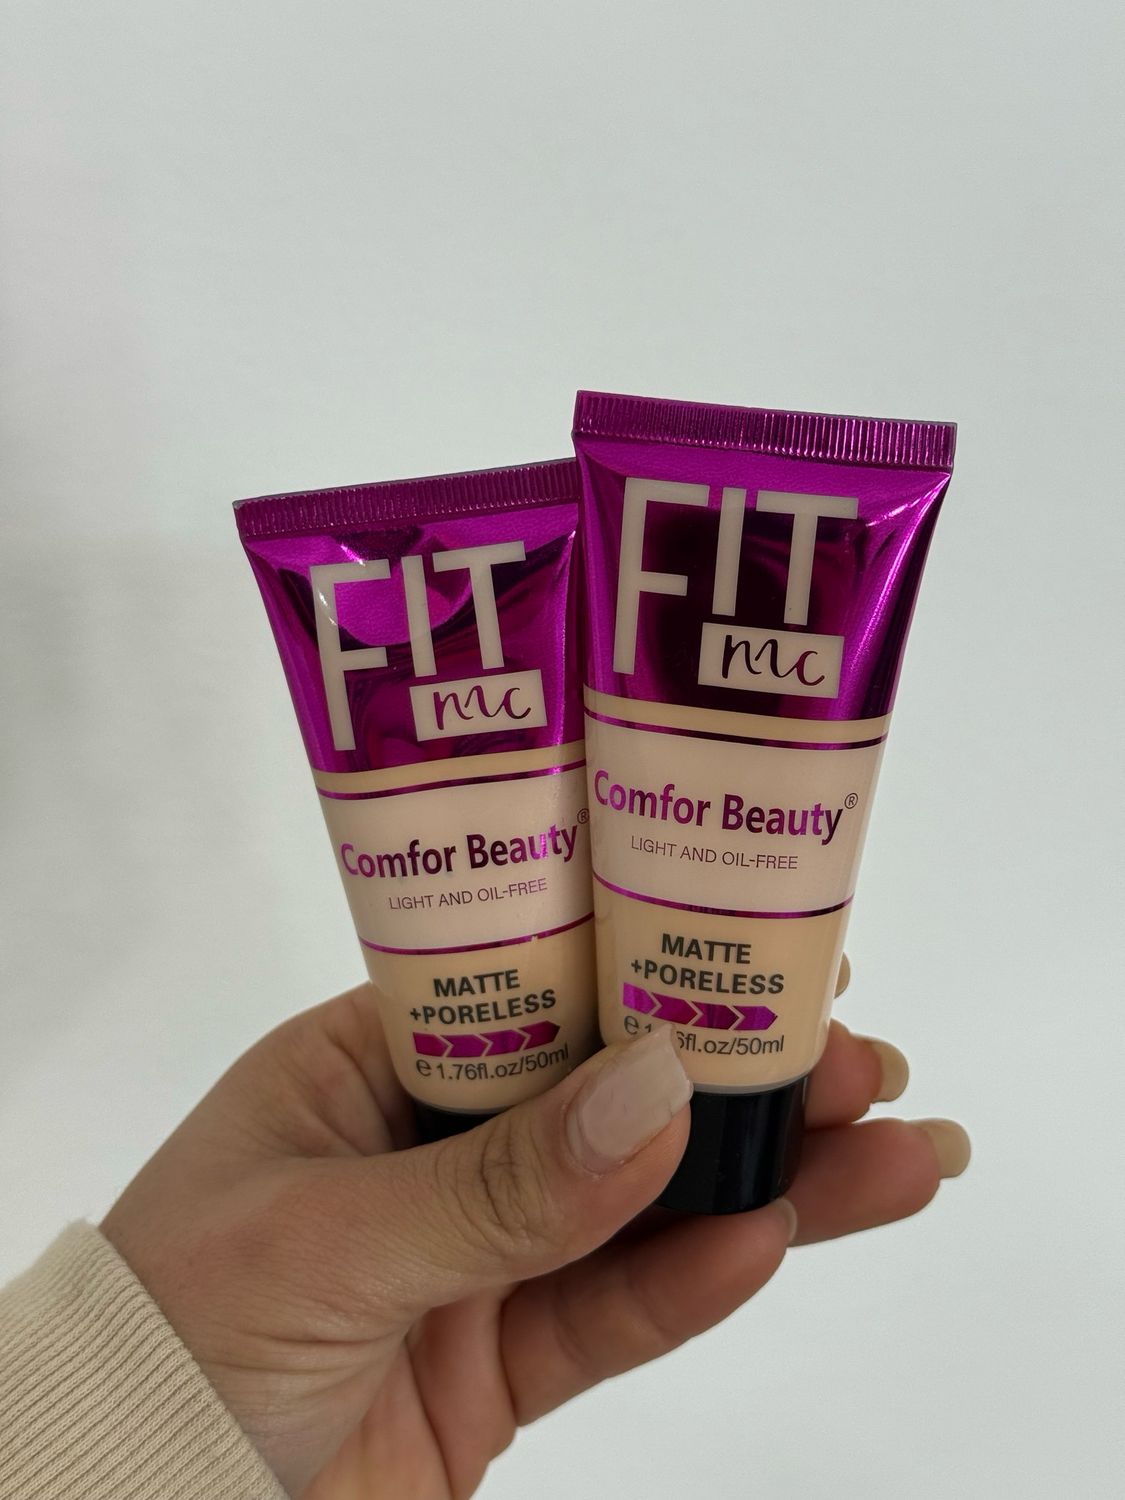 FIT
mc
Comfor Beauty®
LIGHT AND OIL-FREE
MATTE
+PORELESS
e 1.76fl.oz/50ml
FIT
mc
Comfor Beauty®
LIGHT AND OIL-FREE
MATTE
+PORELESS
e 1. 6fl.oz/50ml